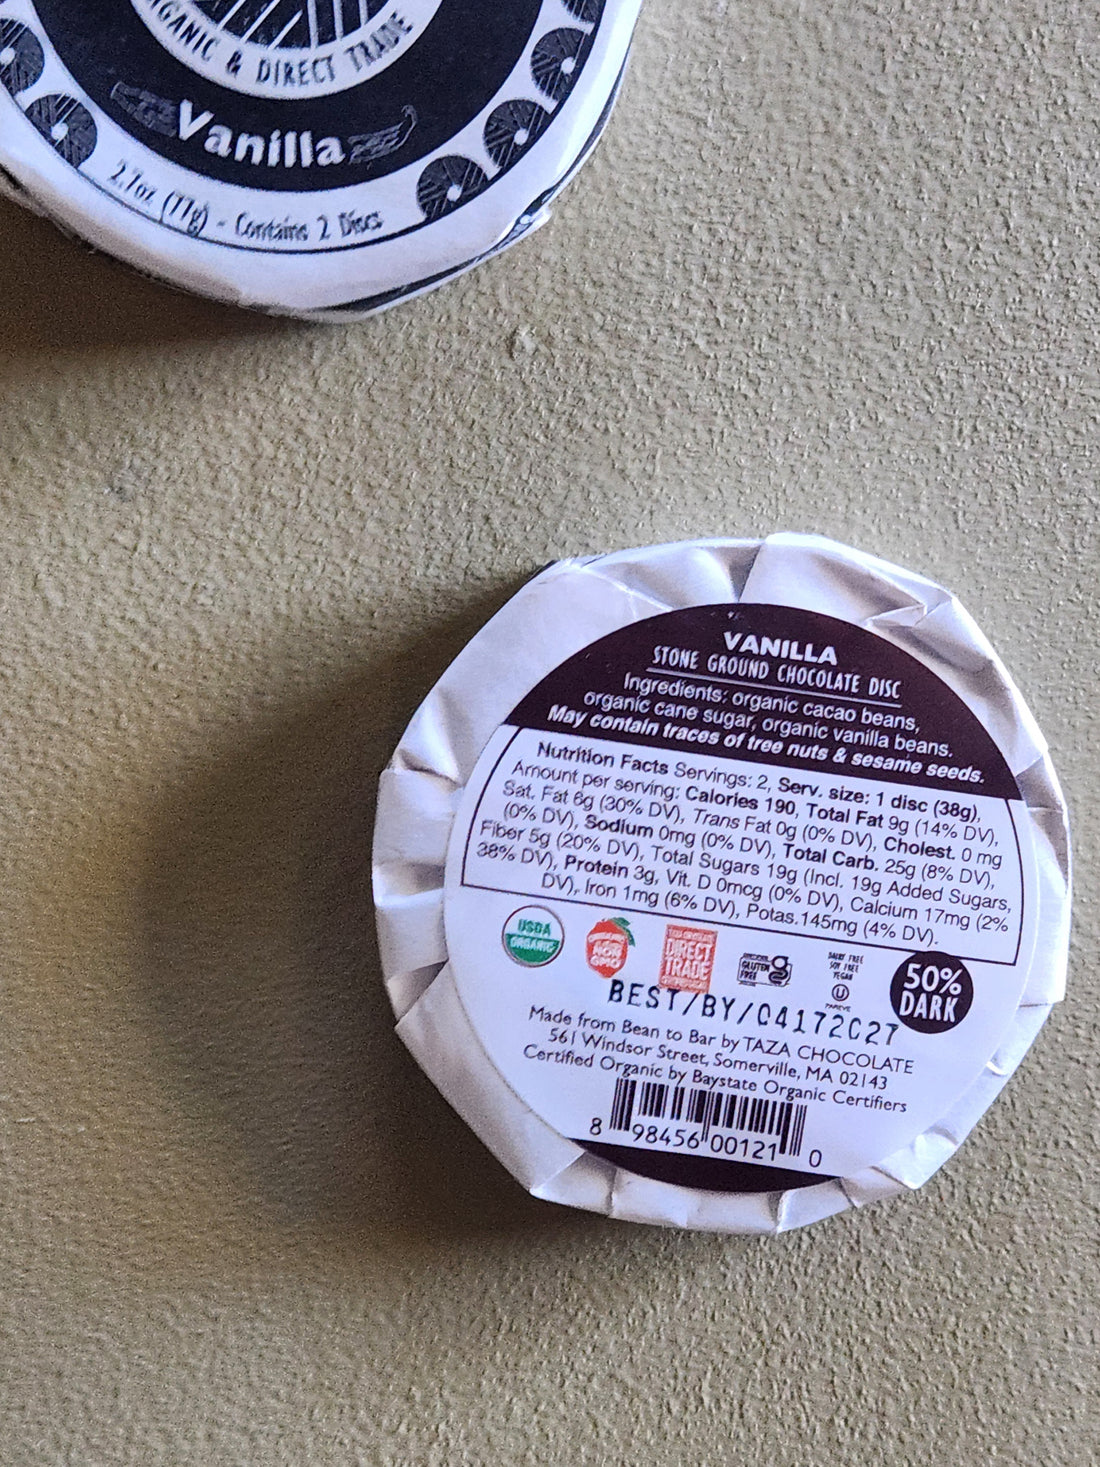 ORGANIC & DIRECT TRADE
Vanilla
2.7oz (77g) - Contains 2 Discs
VANILLA
STONE GROUND CHOCOLATE DISC
Ingredients: organic cacao beans,
organic cane sugar, organic vanilla beans.
May contain traces of tree nuts & sesame seeds.
Nutrition Facts Servings: 2, Serv. size: 1 disc (38g),
Amount per serving: Calories 190, Total Fat 9g (14% DV),
Sat. Fat 6g (30% DV), Trans Fat 0g (0% DV), Cholest. 0 mg
(0% DV), Sodium 0mg (0% DV), Total Carb. 25g (8% DV),
Fiber 5g (20% DV), Total Sugars 19g (Incl. 19g Added Sugars,
38% DV), Protein 3g, Vit. D 0mcg (0% DV), Calcium 17mg (2%
DV), Iron 1mg (6% DV), Potas.145mg (4% DV).
USDA
ORGANIC
NON
GMO
DIRECT
TRADE
GLUTEN
FREE
DAIRY FREE
SOY FREE
VEGAN
U
PAREVE
50%
DARK
BEST/BY/04172027
Made from Bean to Bar by TAZA CHOCOLATE
561 Windsor Street, Somerville, MA 02143
Certified Organic by Baystate Organic Certifiers
8 98456 00121 0